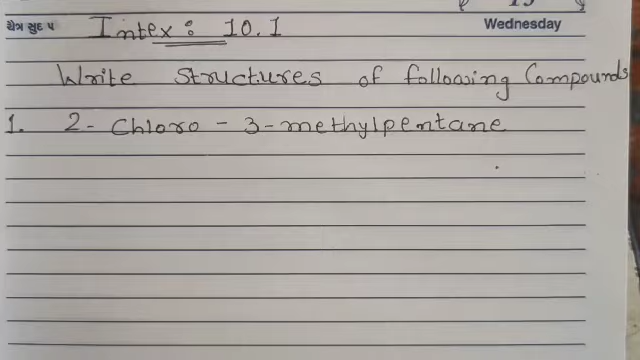 Wednesday
ચૈત્ર સુદ ૫
Intex : 10.1
Write Structures of following Compounds
1. 2-Chloro-3-methylpentane